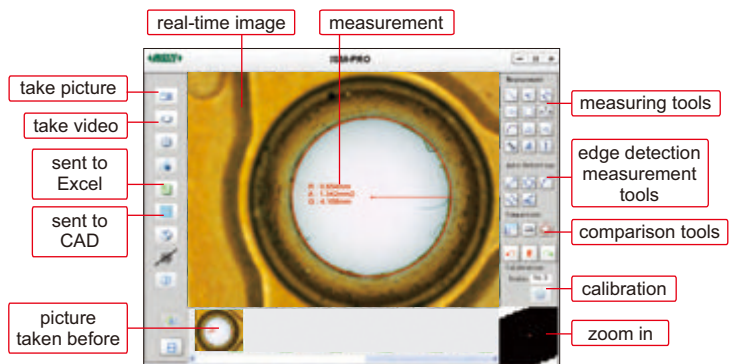 real-time image
measurement
ISM-PRO
take picture
take video
sent to
Excel
sent to
CAD
picture
taken before
Measurement
measuring tools
edge detection
measurement
tools
comparison tools
calibration
zoom in